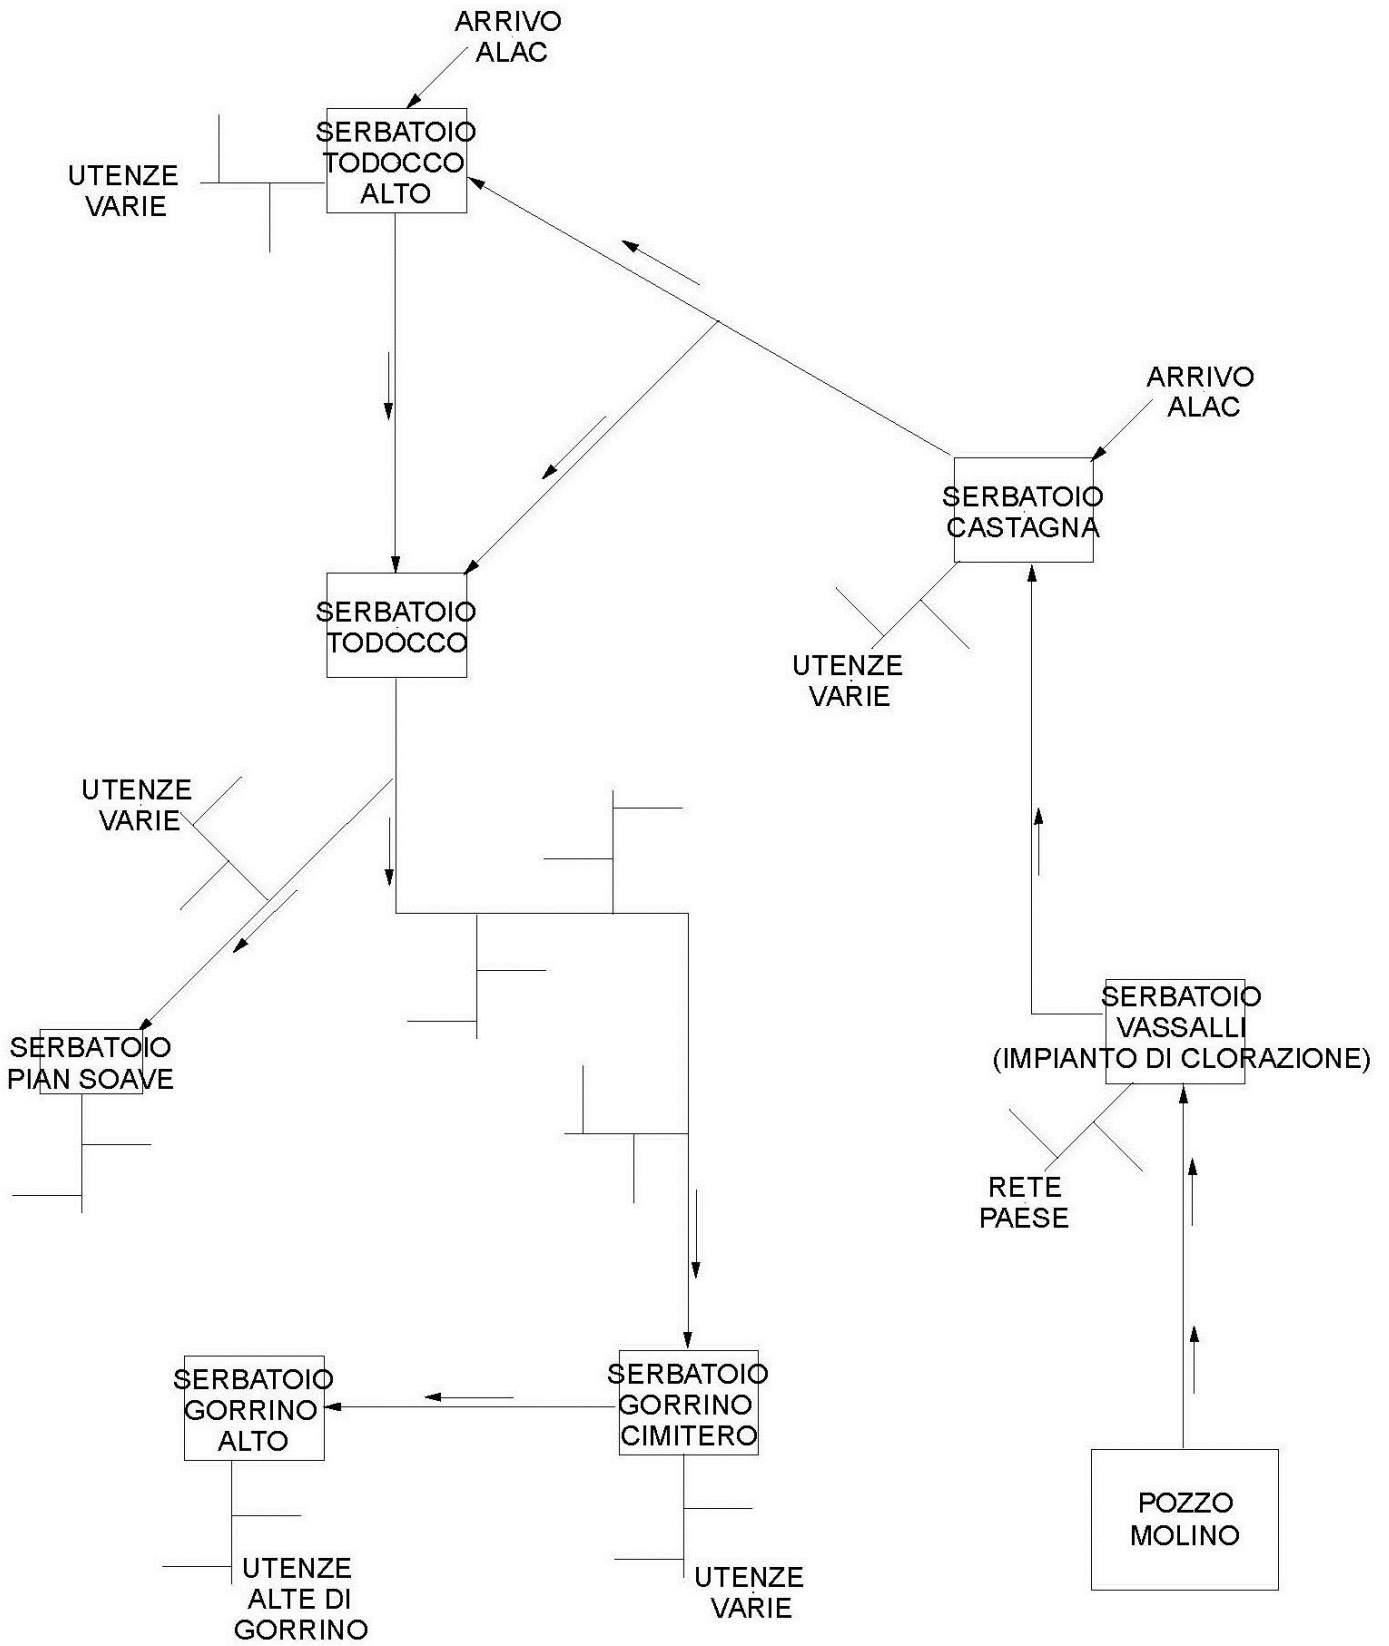 ARRIVO
ALAC
SERBATOIO
TODOCCO
ALTO
UTENZE
VARIE
ARRIVO
ALAC
SERBATOIO
CASTAGNA
SERBATOIO
TODOCCO
UTENZE
VARIE
UTENZE
VARIE
SERBATOIO
VASSALLI
(IMPIANTO DI CLORAZIONE)
SERBATOIO
PIAN SOAVE
RETE
PAESE
SERBATOIO
GORRINO
ALTO
SERBATOIO
GORRINO
CIMITERO
POZZO
MOLINO
UTENZE
ALTE DI
GORRINO
UTENZE
VARIE